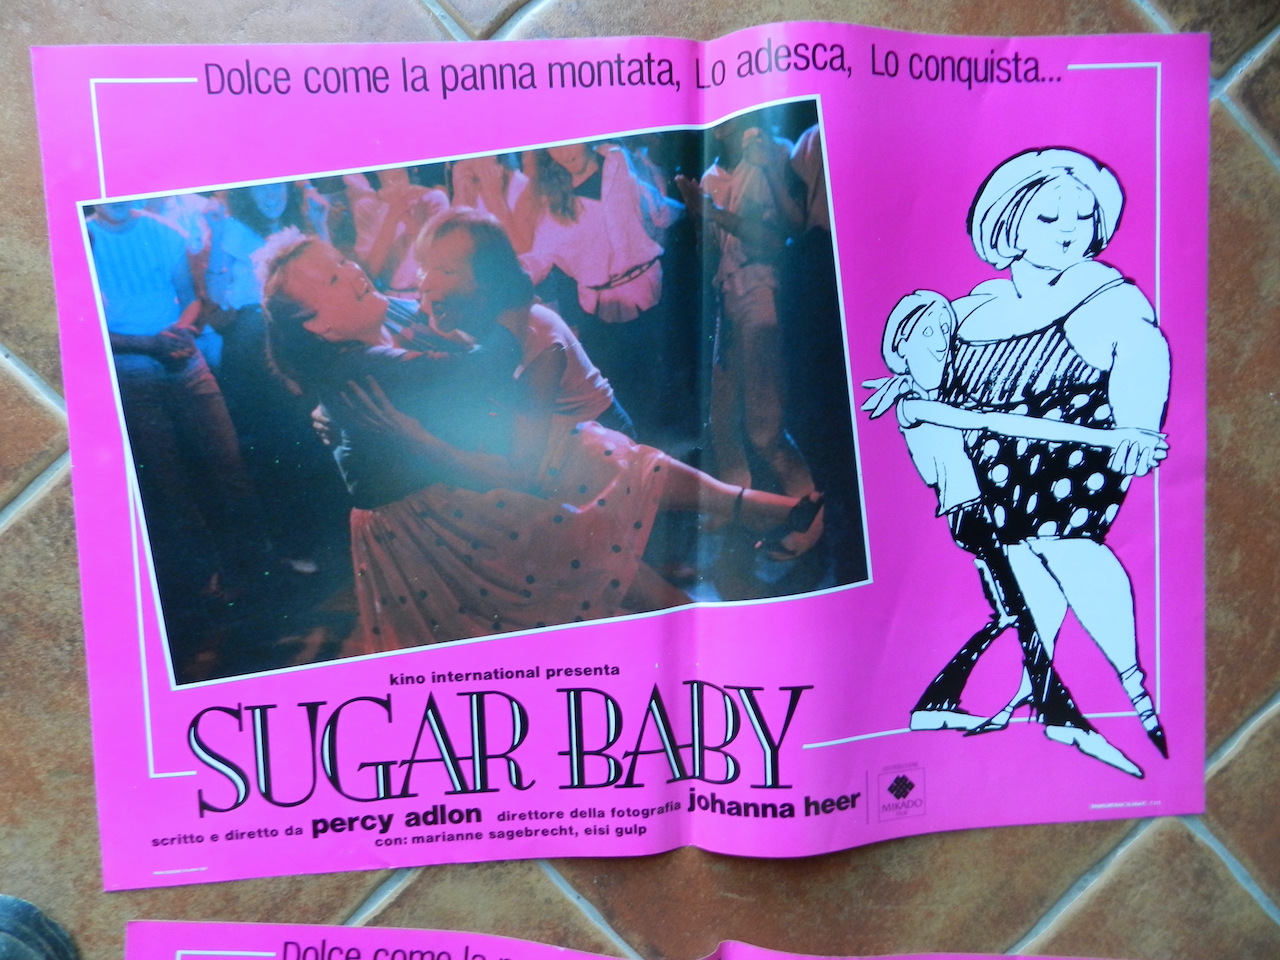 Dolce come la panna montata, Lo adesca, Lo conquista...
kino international presenta
SUGAR BABY
scritto e diretto da percy adlon direttore della fotografia johanna heer
con: marianne sagebrecht, eisi gulp
MIKADO
Dolce come la